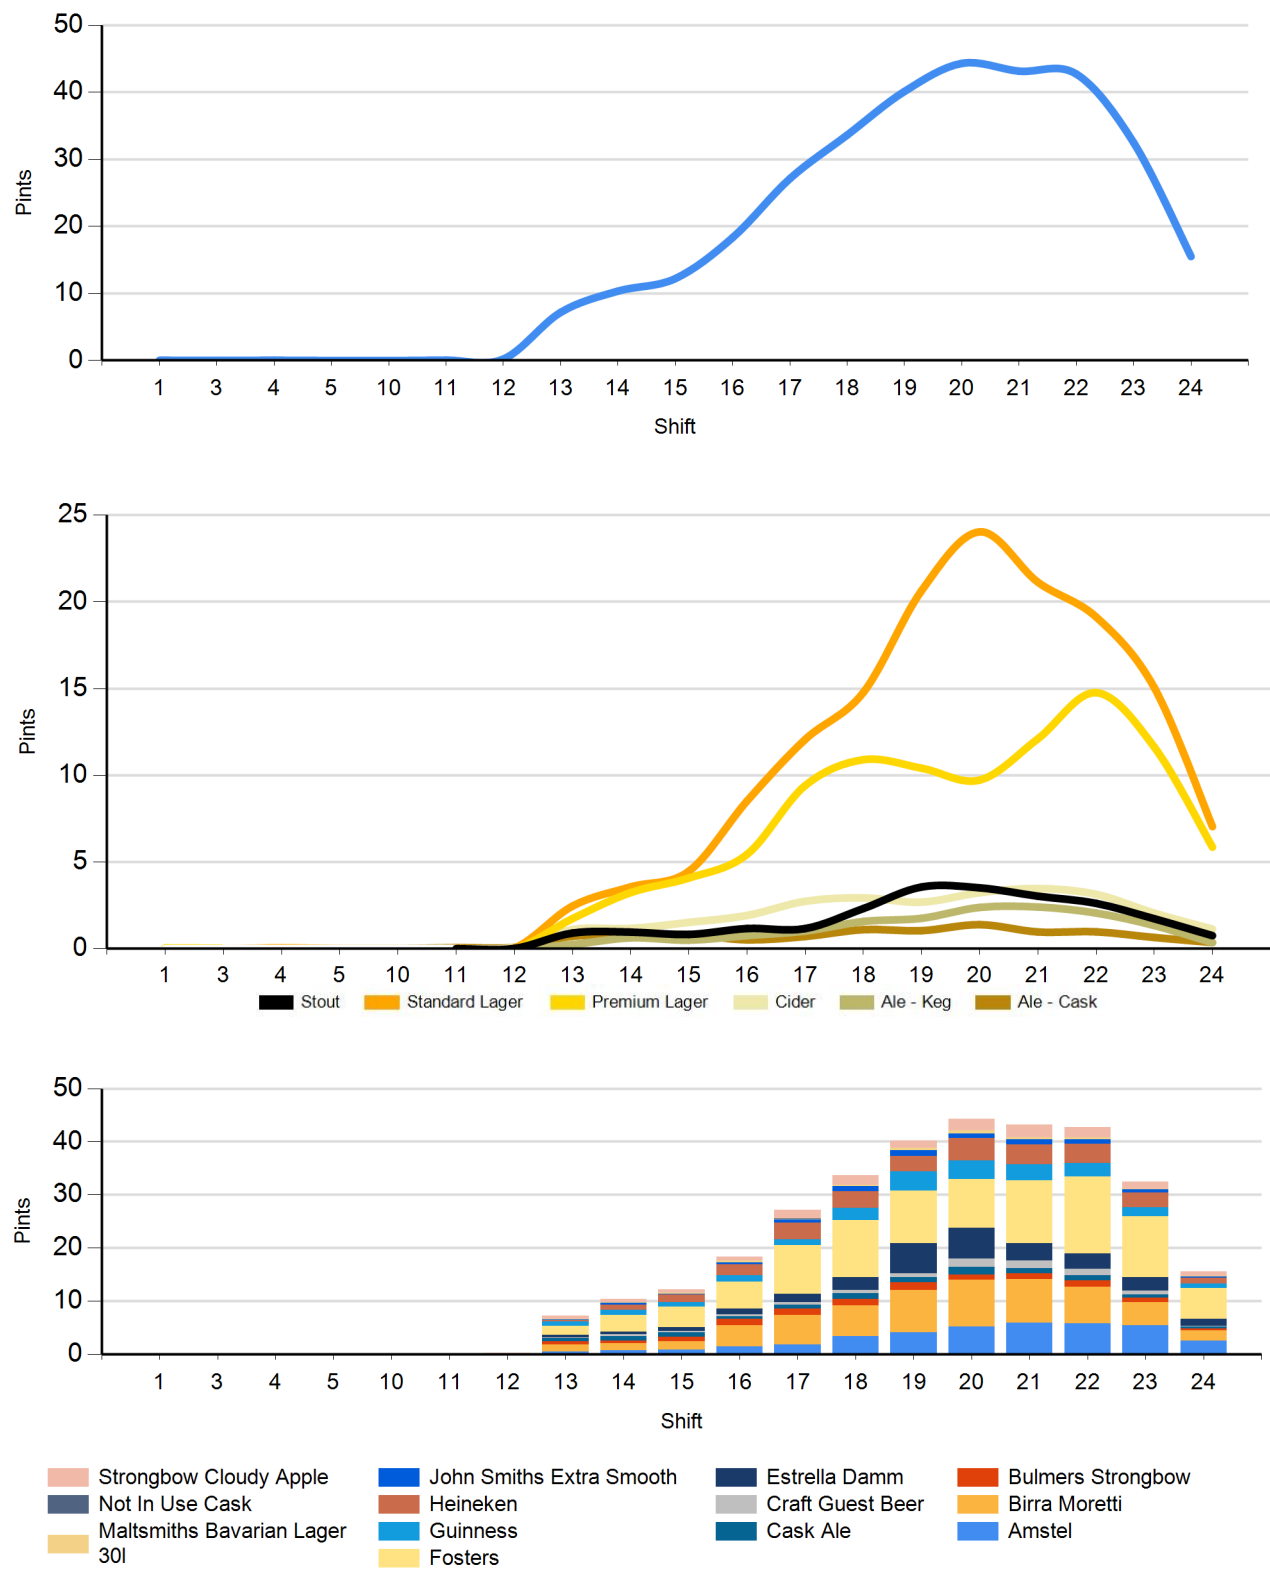 50
40
30
20
10
0
Pints
1 3 4 5 10 11 12 13 14 15 16 17 18 19 20 21 22 23 24
Shift
25
20
15
10
5
0
Pints
1 3 4 5 10 11 12 13 14 15 16 17 18 19 20 21 22 23 24
Stout Standard Lager Premium Lager Cider Ale - Keg Ale - Cask
50
40
30
20
10
0
Pints
1 3 4 5 10 11 12 13 14 15 16 17 18 19 20 21 22 23 24
Shift
Strongbow Cloudy Apple
Not In Use Cask
Maltsmiths Bavarian Lager
30l
John Smiths Extra Smooth
Heineken
Guinness
Fosters
Estrella Damm
Craft Guest Beer
Cask Ale
Bulmers Strongbow
Birra Moretti
Amstel